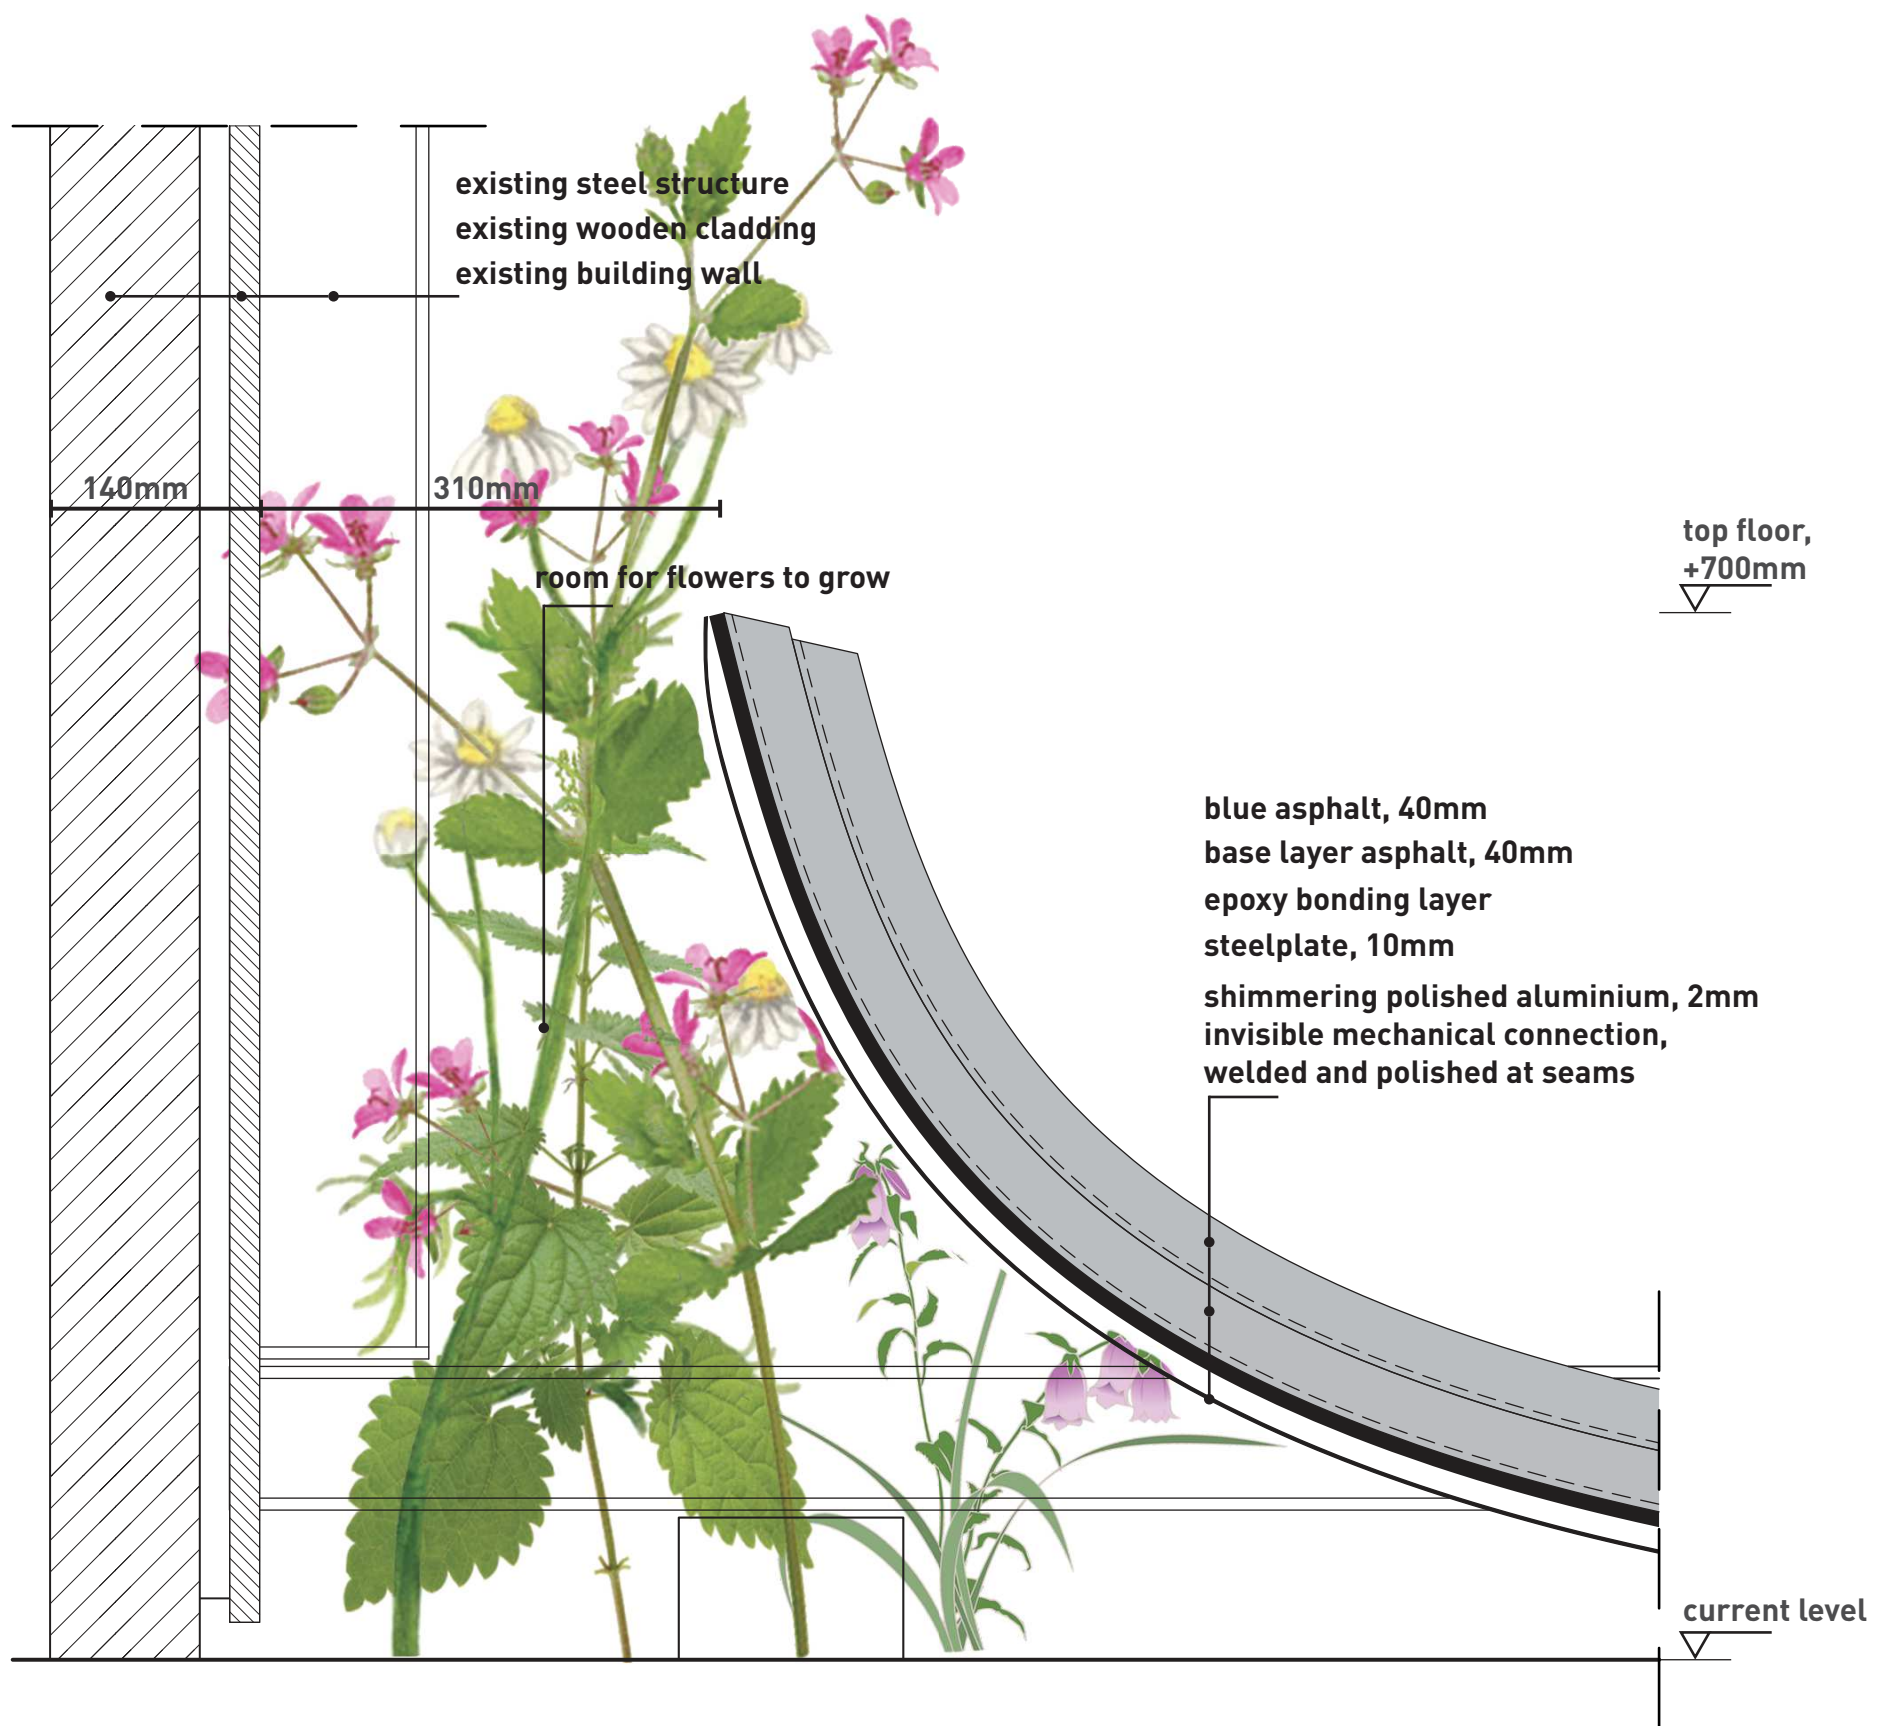 existing steel structure
existing wooden cladding
existing building wall
140mm
310mm
room for flowers to grow
top floor,
+700mm
blue asphalt, 40mm
base layer asphalt, 40mm
epoxy bonding layer
steelplate, 10mm
shimmering polished aluminium, 2mm
invisible mechanical connection,
welded and polished at seams
current level